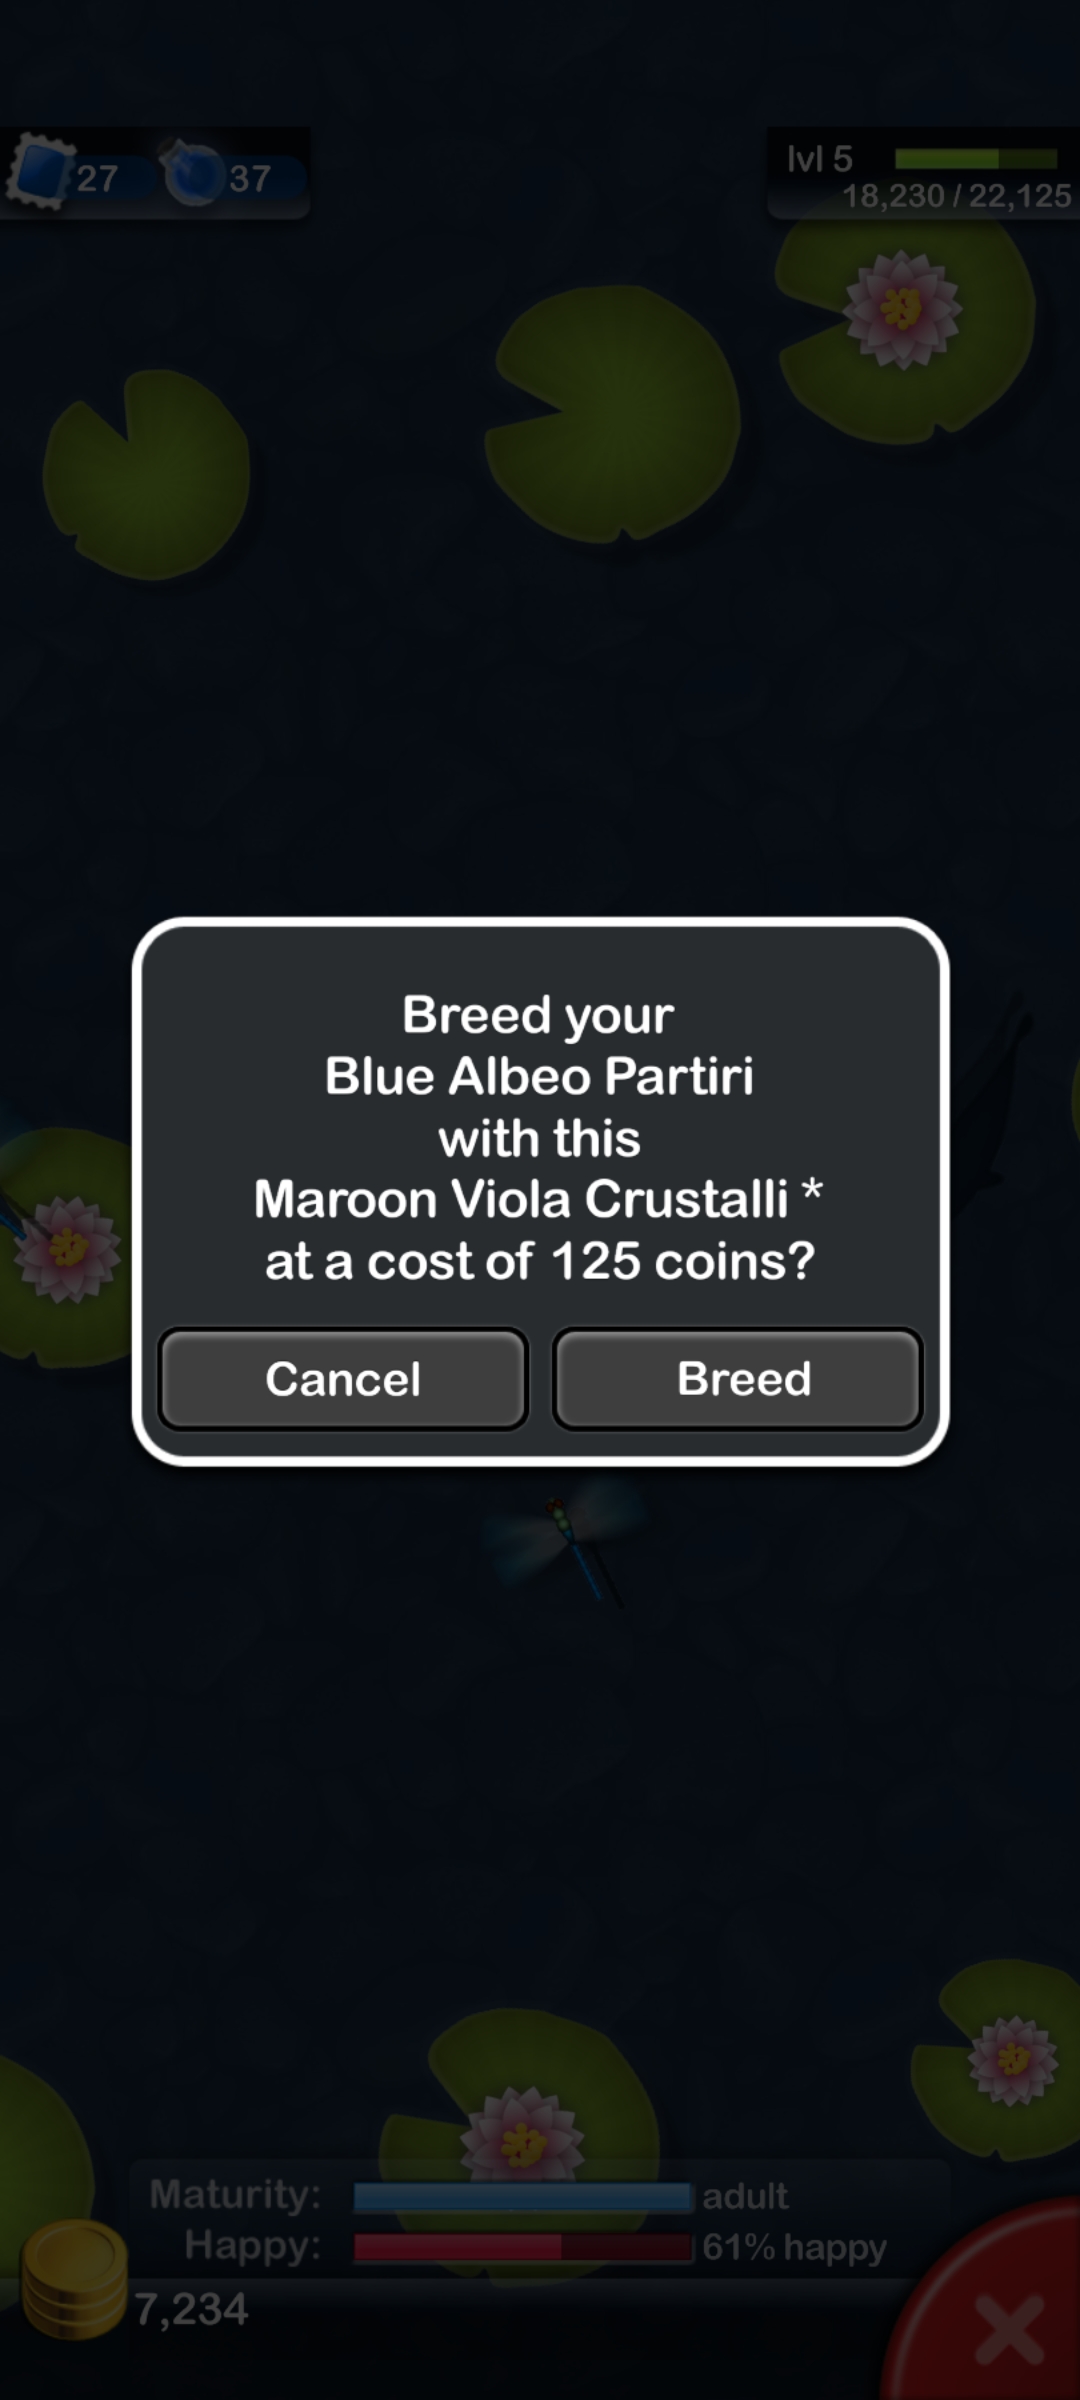 27
37
lvl 5
18,230 / 22,125
Breed your
Blue Albeo Partiri
with this
Maroon Viola Crustalli *
at a cost of 125 coins?
Cancel
Breed
Maturity:
adult
Happy:
61% happy
7,234